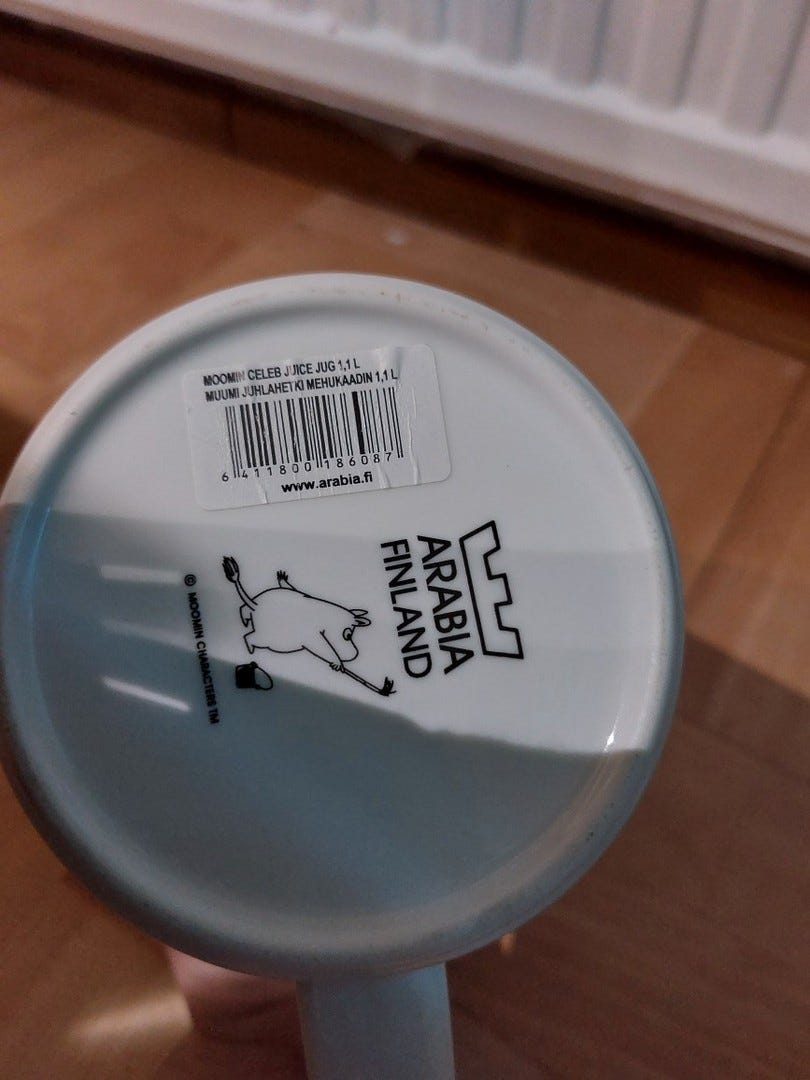 MOOMIN CELEB JUICE JUG 1,1 L
MUUMI JUHLAHETKI MEHUKAADIN 1,1 L
6 411800 186087
www.arabia.fi
ARABIA
FINLAND
© MOOMIN CHARACTERS TM